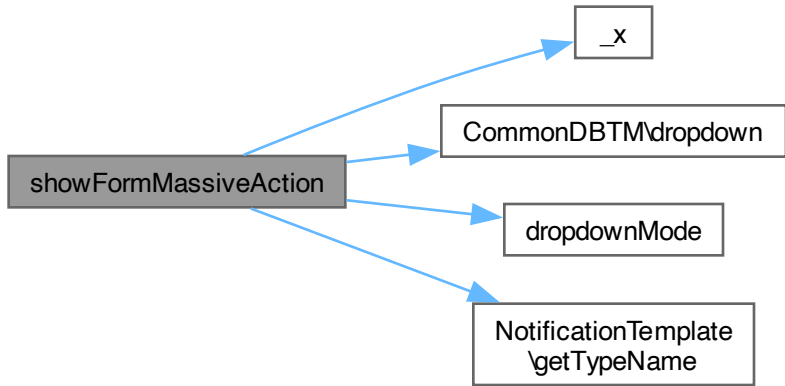 _x
CommonDBTM\dropdown
showFormMassiveAction
dropdownMode
NotificationTemplate
\getTypeName